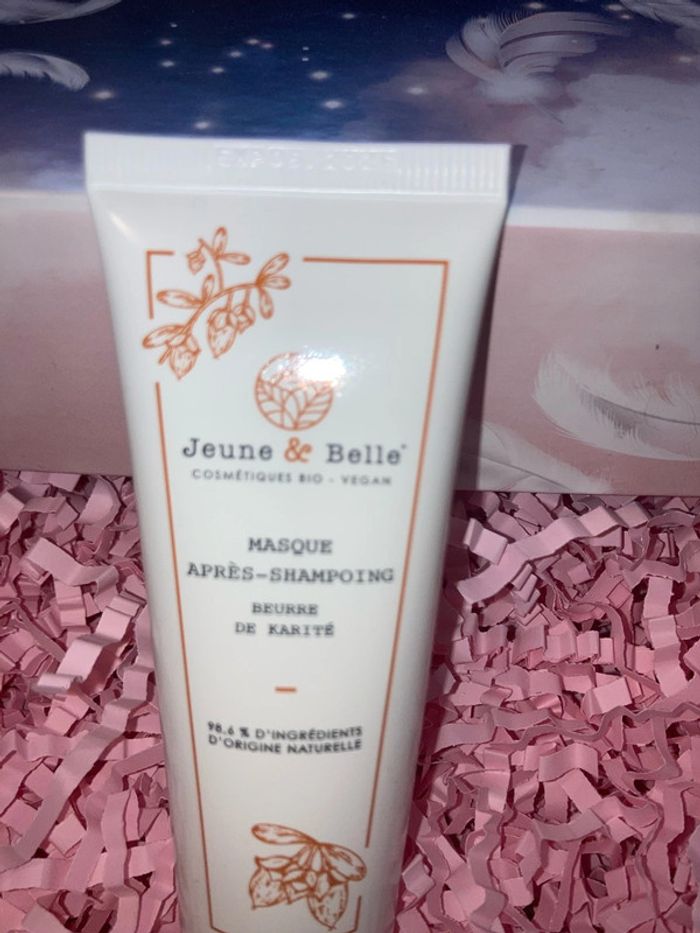 Jeune & Belle
COSMÉTIQUES BIO - VEGAN
MASQUE
APRÈS-SHAMPOING
BEURRE
DE KARITÉ
98.6 % D'INGRÉDIENTS
D'ORIGINE NATURELLE